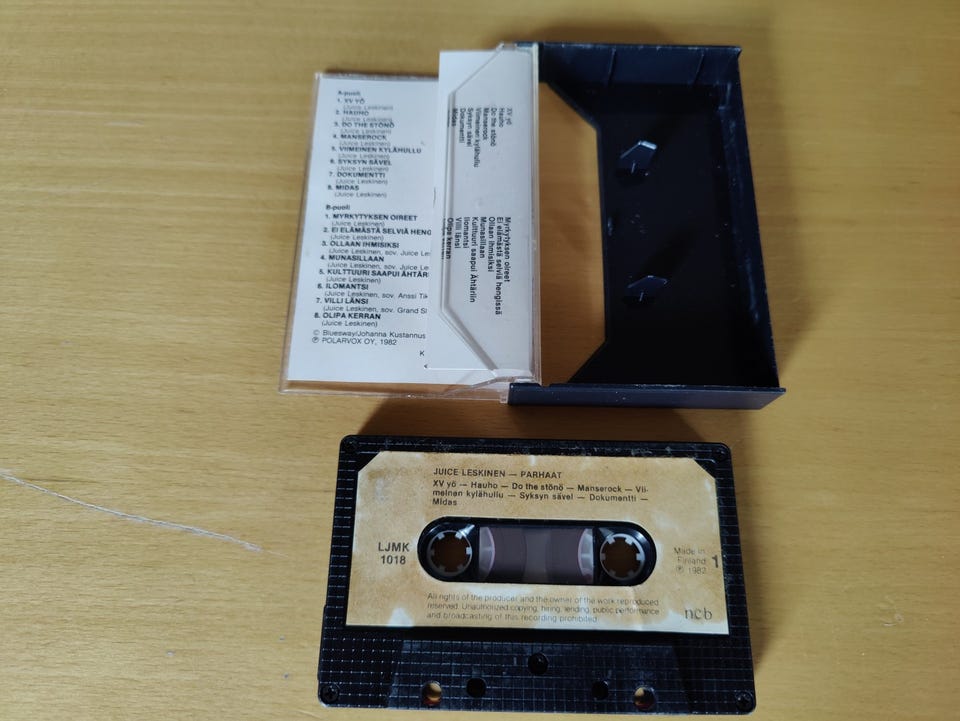 A-puoli
1. XV YÖ
(Juice Leskinen)
2. HAUHO
(Juice Leskinen)
3. DO THE STÖNÖ
(Juice Leskinen)
4. MANSEROCK
(Juice Leskinen)
5. VIIMEINEN KYLÄHULLU
(Juice Leskinen)
6. SYKSYN SÄVEL
(Juice Leskinen)
7. DOKUMENTTI
(Juice Leskinen)
8. MIDAS
(Juice Leskinen)
B-puoli
1. MYRKYTYKSEN OIREET
(Juice Leskinen)
2. EI ELÄMÄSTÄ SELVIÄ HENG
(Juice Leskinen)
3. OLLAAN IHMISIKSI
(Juice Leskinen, sov. Juice Les
4. MUNASILLAAN
(Juice Leskinen, sov. Juice Le
5. KULTTUURI SAAPUI ÄHTÄR
(Juice Leskinen)
6. ILOMANTSI
(Juice Leskinen, sov. Anssi Tik
7. VILLI LÄNSI
(Juice Leskinen, sov. Grand Sl
8. OLIPA KERRAN
(Juice Leskinen)
© Bluesway/Johanna Kustannus
℗ POLARVOX OY, 1982
K
XV yö
Hauho
Do the stönö
Manserock
Viimeinen kylähullu
Syksyn sävel
Dokumentti
Midas
Myrkytyksen oireet
Ei elämästä selviä hengissä
Ollaan ihmisiksi
Munasillaan
Kulttuuri saapui Ähtäriin
Ilomantsi
Villi länsi
Olipa kerran
JUICE LESKINEN — PARHAAT
XV yö — Hauho — Do the stönö — Manserock — Vii-
meinen kylähullu — Syksyn sävel — Dokumentti —
Midas
LJMK
1018
Made in
Finland
℗ 1982
1
All rights of the producer and the owner of the work reproduced
reserved. Unauthorized copying, hiring, lending, public performance
and broadcasting of this recording prohibited
ncb